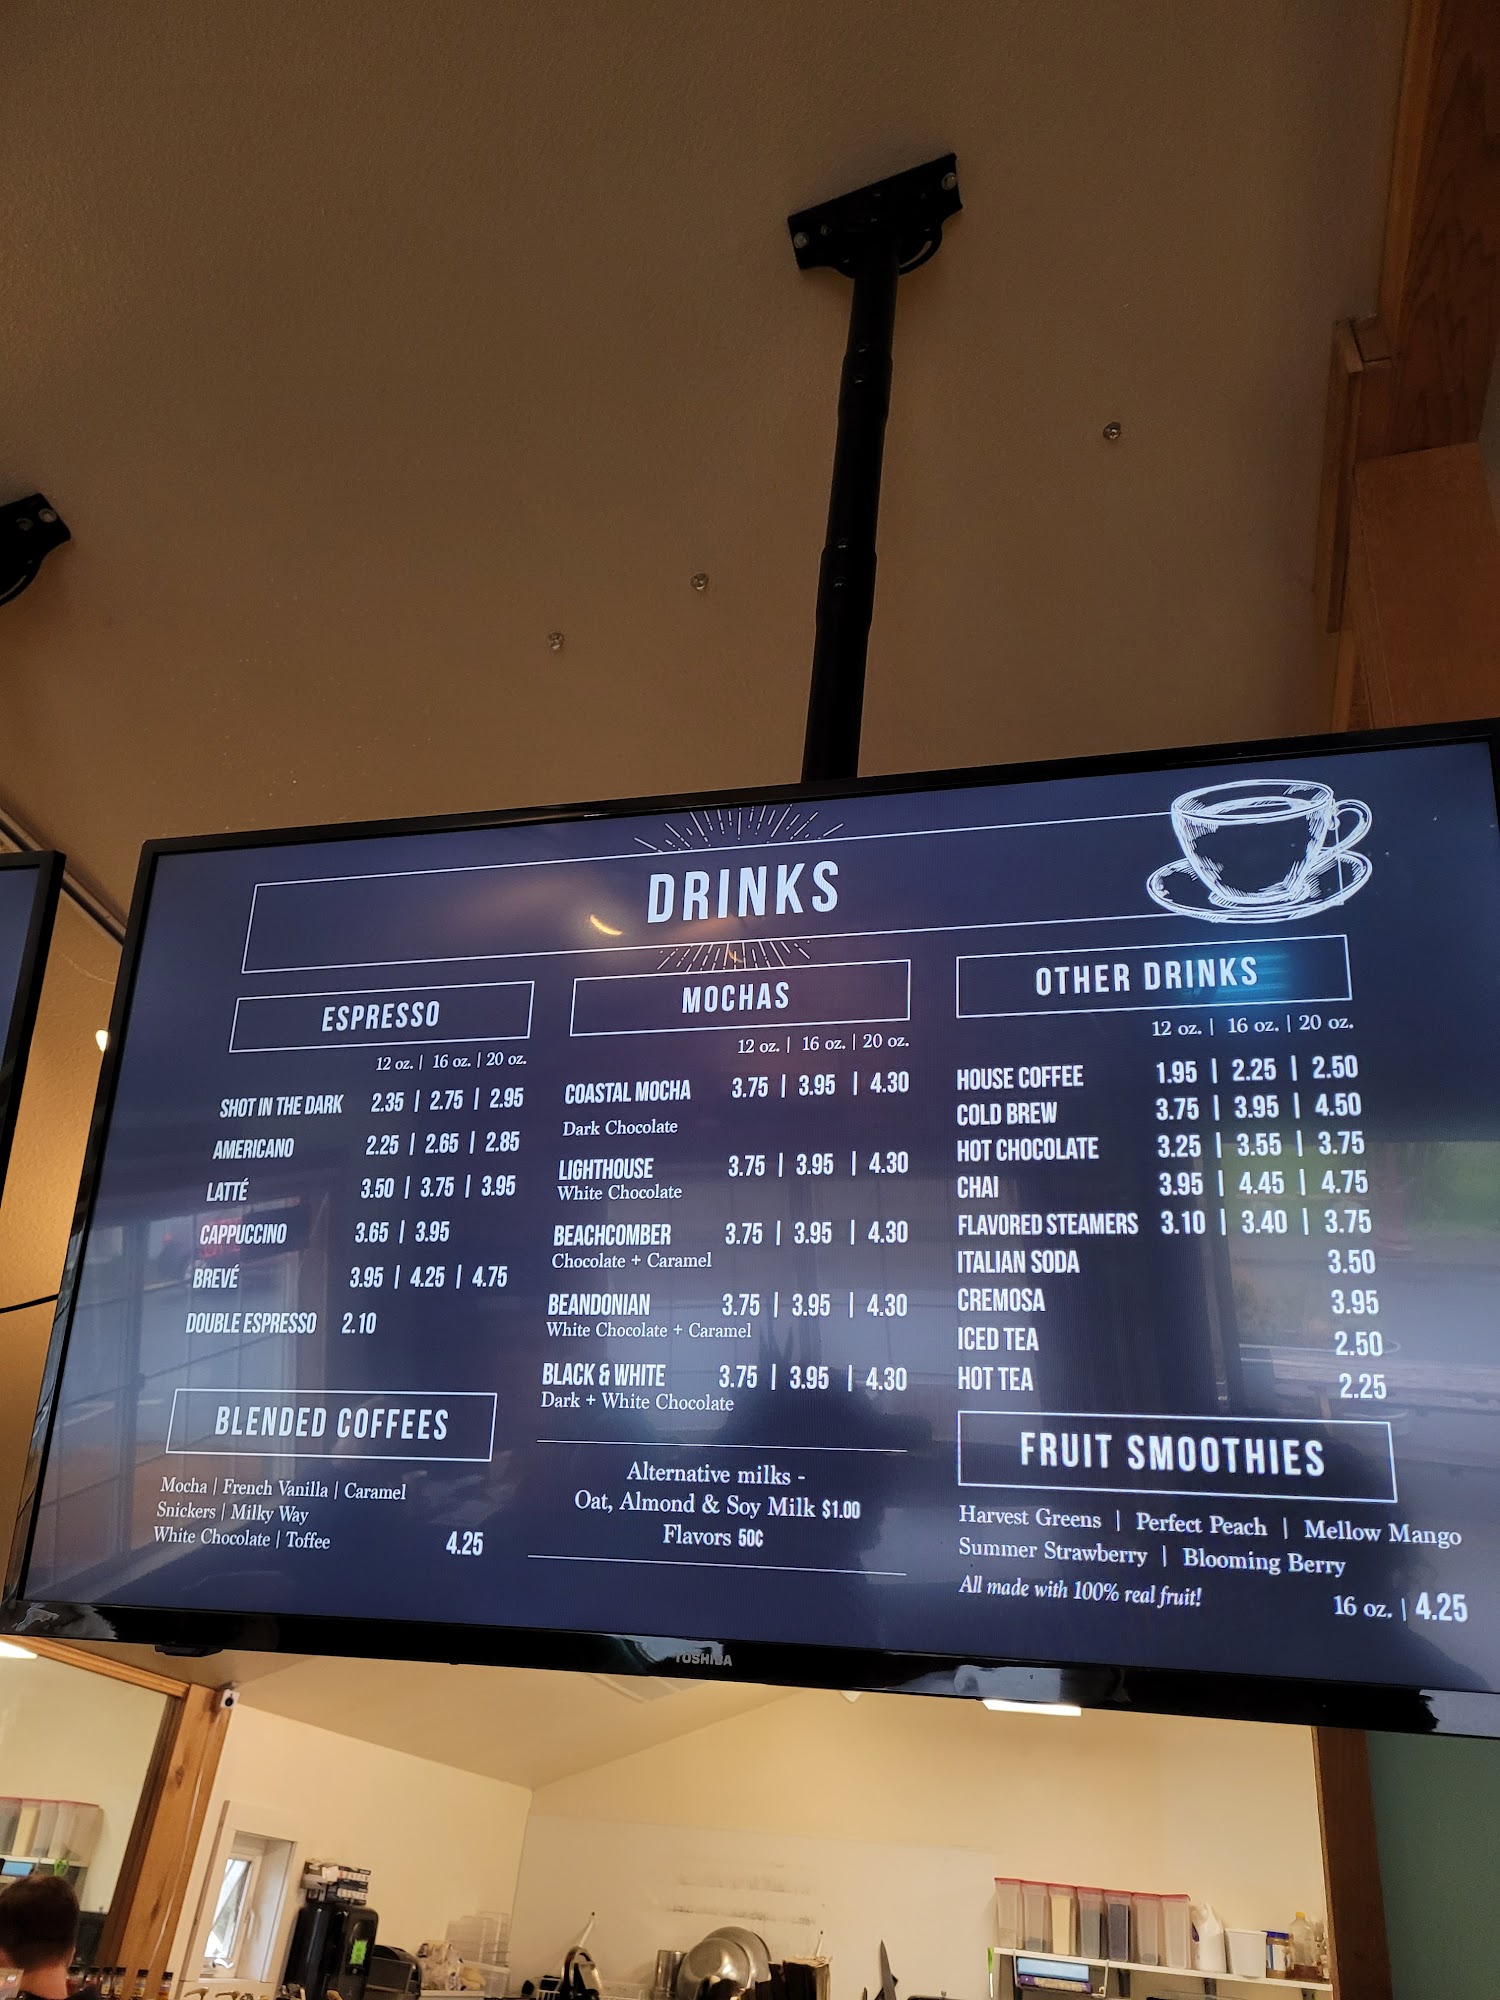 DRINKS
ESPRESSO
12 oz. | 16 oz. | 20 oz.
SHOT IN THE DARK 2.35 | 2.75 | 2.95
AMERICANO 2.25 | 2.65 | 2.85
LATTÉ 3.50 | 3.75 | 3.95
CAPPUCCINO 3.65 | 3.95
BREVÉ 3.95 | 4.25 | 4.75
DOUBLE ESPRESSO 2.10
BLENDED COFFEES
Mocha | French Vanilla | Caramel
Snickers | Milky Way
White Chocolate | Toffee 4.25
MOCHAS
12 oz. | 16 oz. | 20 oz.
COASTAL MOCHA 3.75 | 3.95 | 4.30
Dark Chocolate
LIGHTHOUSE 3.75 | 3.95 | 4.30
White Chocolate
BEACHCOMBER 3.75 | 3.95 | 4.30
Chocolate + Caramel
BEANDONIAN 3.75 | 3.95 | 4.30
White Chocolate + Caramel
BLACK & WHITE 3.75 | 3.95 | 4.30
Dark + White Chocolate
Alternative milks -
Oat, Almond & Soy Milk $1.00
Flavors 50¢
OTHER DRINKS
12 oz. | 16 oz. | 20 oz.
HOUSE COFFEE 1.95 | 2.25 | 2.50
COLD BREW 3.75 | 3.95 | 4.50
HOT CHOCOLATE 3.25 | 3.55 | 3.75
CHAI 3.95 | 4.45 | 4.75
FLAVORED STEAMERS 3.10 | 3.40 | 3.75
ITALIAN SODA 3.50
CREMOSA 3.95
ICED TEA 2.50
HOT TEA 2.25
FRUIT SMOOTHIES
Harvest Greens | Perfect Peach | Mellow Mango
Summer Strawberry | Blooming Berry
All made with 100% real fruit!
16 oz. | 4.25
TOSHIBA